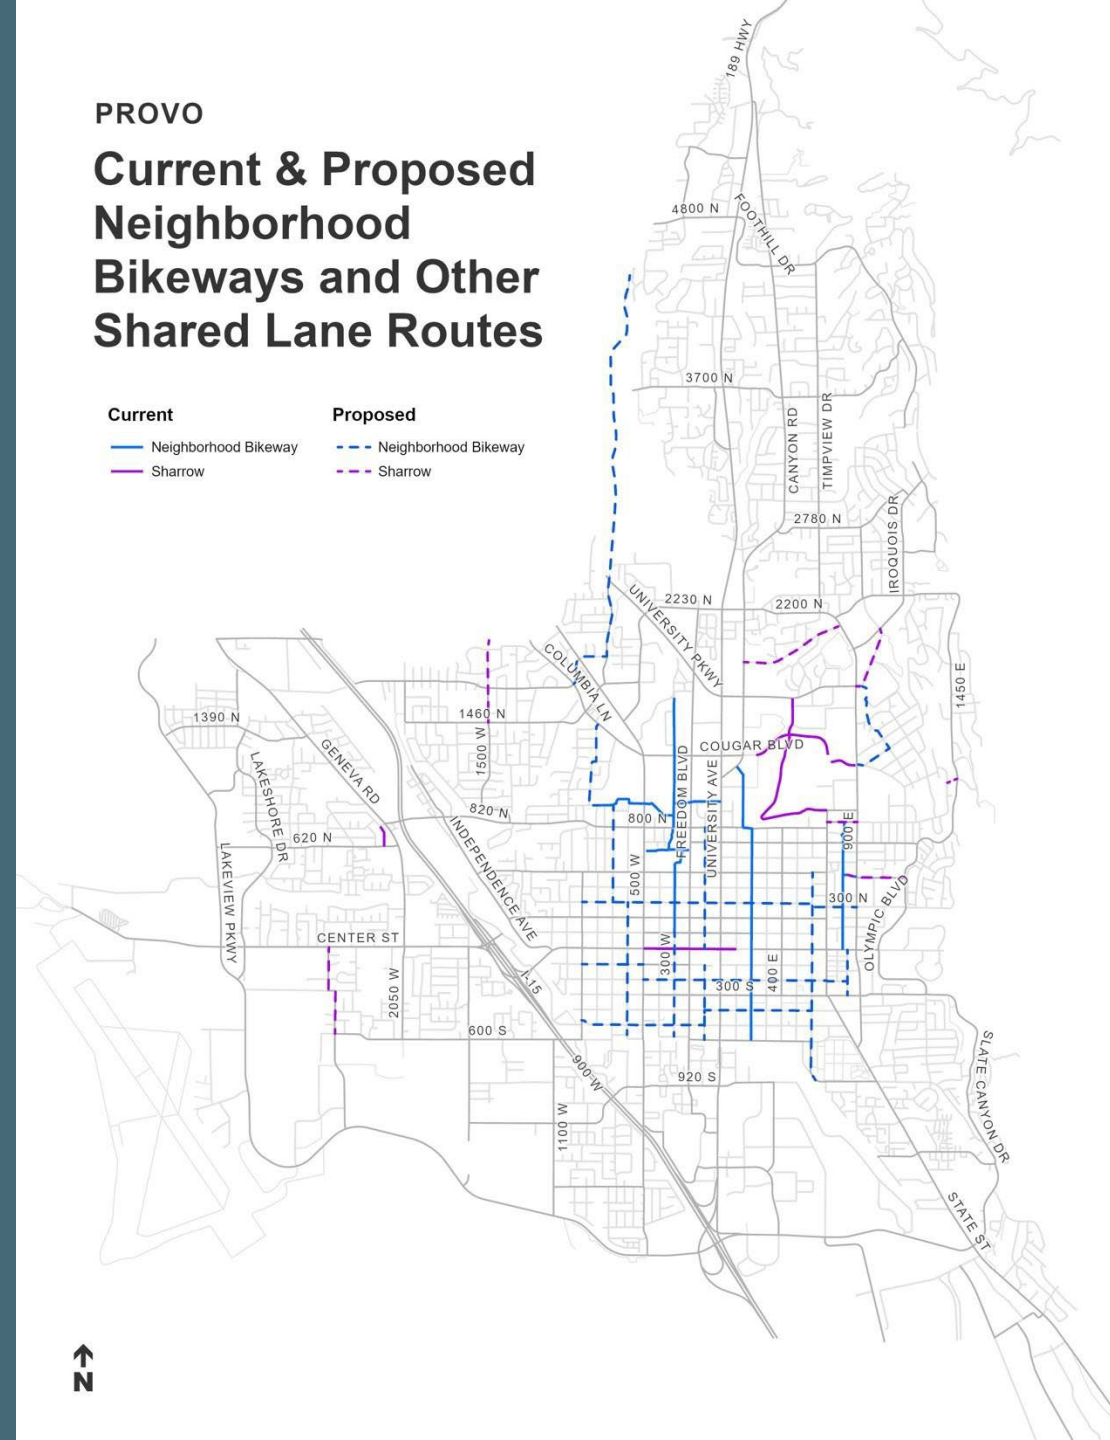 PROVO
Current & Proposed
Neighborhood
Bikeways and Other
Shared Lane Routes
Current
Proposed
Neighborhood Bikeway
Neighborhood Bikeway
Sharrow
Sharrow
189 HWY
4800 N
FOOTHILL DR
3700 N
CANYON RD
TIMPVIEW DR
2780 N
IROQUOIS DR
UNIVERSITY PKWY
2230 N
2200 N
COLUMBIA LN
1450 E
1390 N
1460 N
1500 W
GENEVA RD
LAKESHORE DR
COUGAR BLVD
FREEDOM BLVD
UNIVERSITY AVE
820 N
800 N
900 E
620 N
INDEPENDENCE AVE
LAKEVIEW PKWY
500 W
300 N
OLYMPIC BLVD
CENTER ST
300 W
400 E
I-15
2050 W
300 S
600 S
900 W
920 S
SLATE CANYON DR
1100 W
STATE ST
N